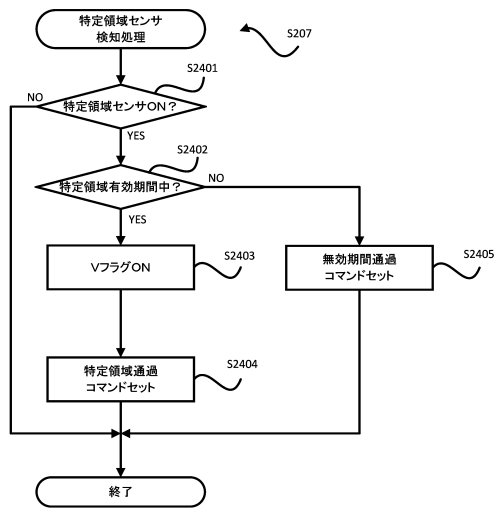 特定領域センサ
検知処理
S207
S2401
NO
特定領域センサON？
YES
S2402
特定領域有効期間中？
NO
YES
S2403
VフラグON
S2405
無効期間通過
コマンドセット
S2404
特定領域通過
コマンドセット
終了